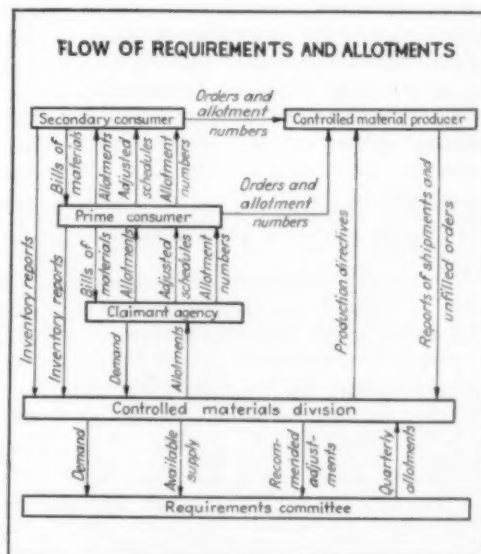 FLOW OF REQUIREMENTS AND ALLOTMENTS
Orders and
allotment
numbers
Secondary consumer
Controlled material producer
Bills of
materials
Allotments
Adjusted
schedules
Allotment
numbers
Orders and
allotment
numbers
Prime consumer
Inventory reports
Inventory reports
Bills of
materials
Allotments
Adjusted
schedules
Allotment
numbers
Production directives
Reports of shipments and
unfilled orders
Claimant agency
Demand
Allotments
Controlled materials division
Demand
Available
supply
Recom-
mended
adjust-
ments
Quarterly
allotments
Requirements committee